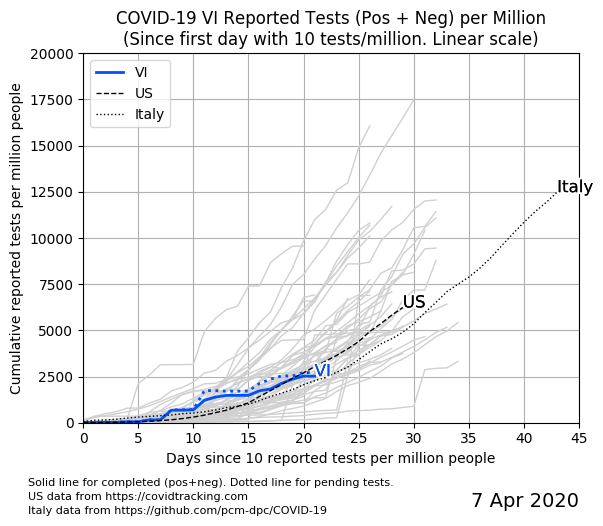 COVID-19 VI Reported Tests (Pos + Neg) per Million
(Since first day with 10 tests/million. Linear scale)
Cumulative reported tests per million people
20000
17500
15000
12500
10000
7500
5000
2500
0
VI
US
Italy
Italy
US
VI
0 5 10 15 20 25 30 35 40 45
Days since 10 reported tests per million people
Solid line for completed (pos+neg). Dotted line for pending tests.
US data from https://covidtracking.com
Italy data from https://github.com/pcm-dpc/COVID-19
7 Apr 2020